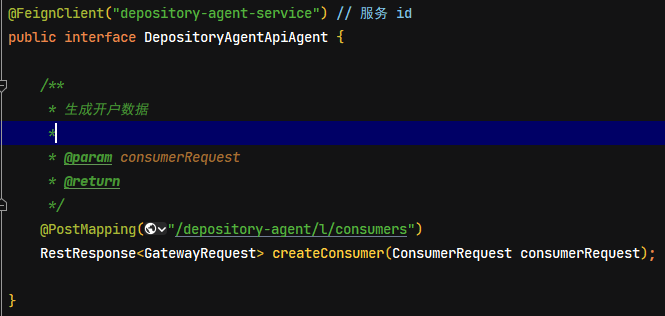 @FeignClient("depository-agent-service") // 服务 id
public interface DepositoryAgentApiAgent {
/**
* 生成开户数据
*
* @param consumerRequest
* @return
*/
@PostMapping("/depository-agent/l/consumers")
RestResponse<GatewayRequest> createConsumer(ConsumerRequest consumerRequest);
}